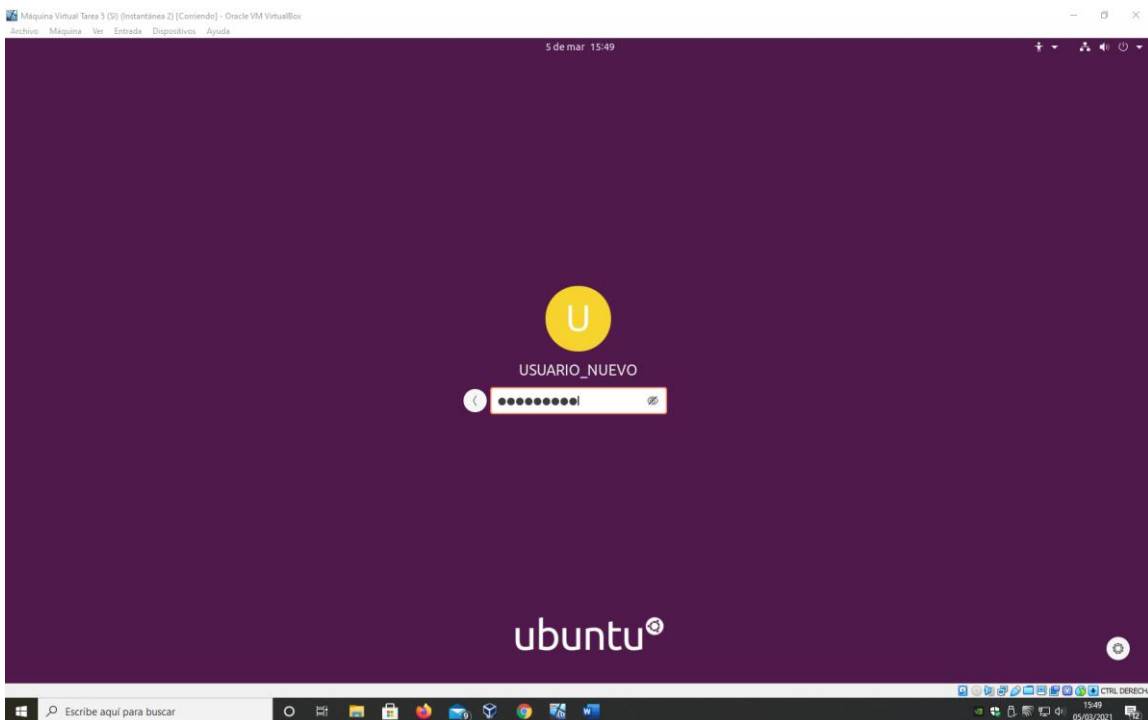 Máquina Virtual Tarea 5 (SI) (Instantánea 2) [Corriendo] - Oracle VM VirtualBox
Archivo Máquina Ver Entrada Dispositivos Ayuda
5 de mar 15:49
U
USUARIO_NUEVO
ubuntu
CTRL DERECHA
Escribe aquí para buscar
15:49
05/03/2021